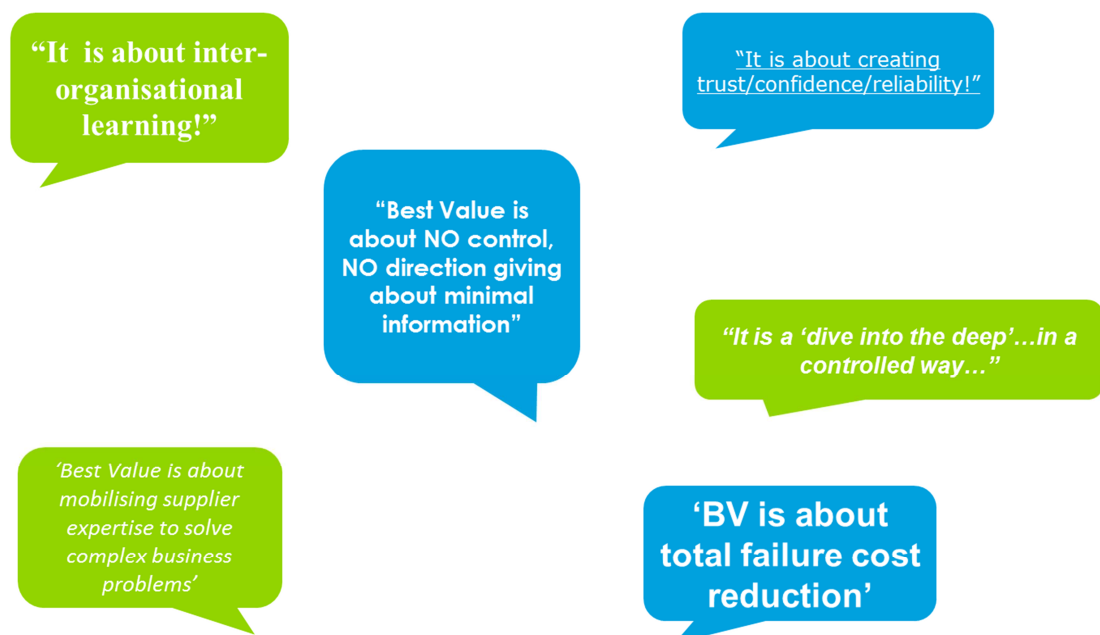 “It is about inter-
organisational
learning!”
“It is about creating
trust/confidence/reliability!”
“Best Value is
about NO control,
NO direction giving
about minimal
information”
“It is a ‘dive into the deep’…in a
controlled way…”
‘Best Value is about
mobilising supplier
expertise to solve
complex business
problems’
‘BV is about
total failure cost
reduction’